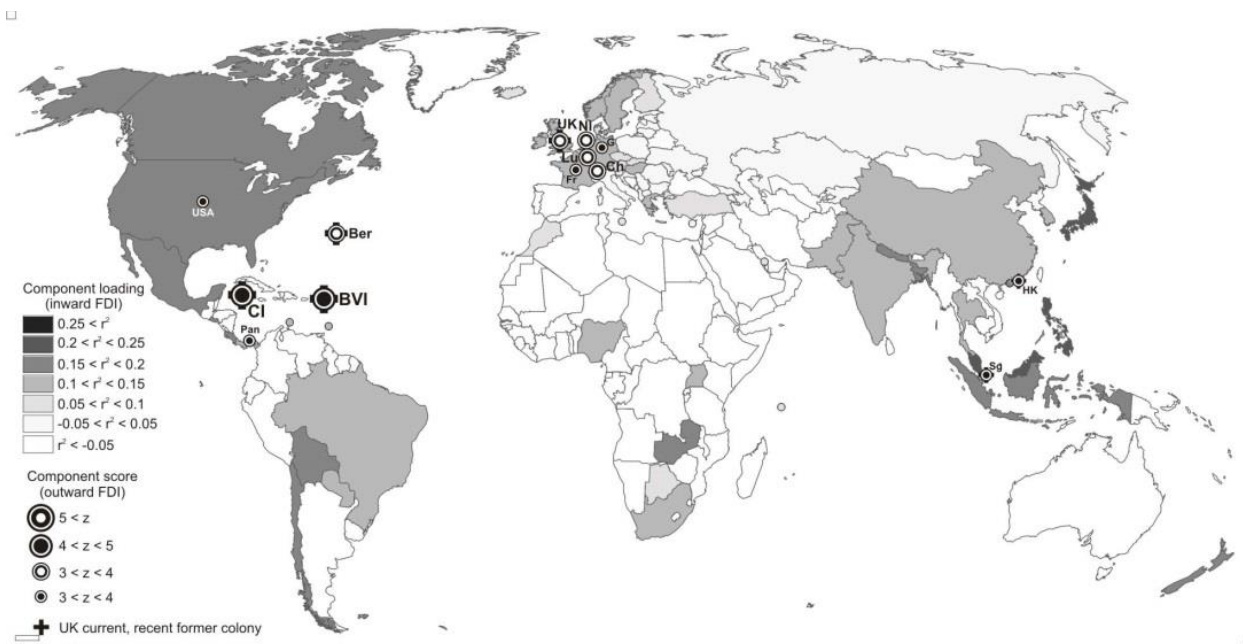 UK NI
G
Lu
Ch
Fr
USA
Ber
CI
BVI
Pan
HK
Sg
Component loading
(inward FDI)
0.25 < r²
0.2 < r² < 0.25
0.15 < r² < 0.2
0.1 < r² < 0.15
0.05 < r² < 0.1
-0.05 < r² < 0.05
r² < -0.05
Component score
(outward FDI)
5 < z
4 < z < 5
3 < z < 4
3 < z < 4
UK current, recent former colony